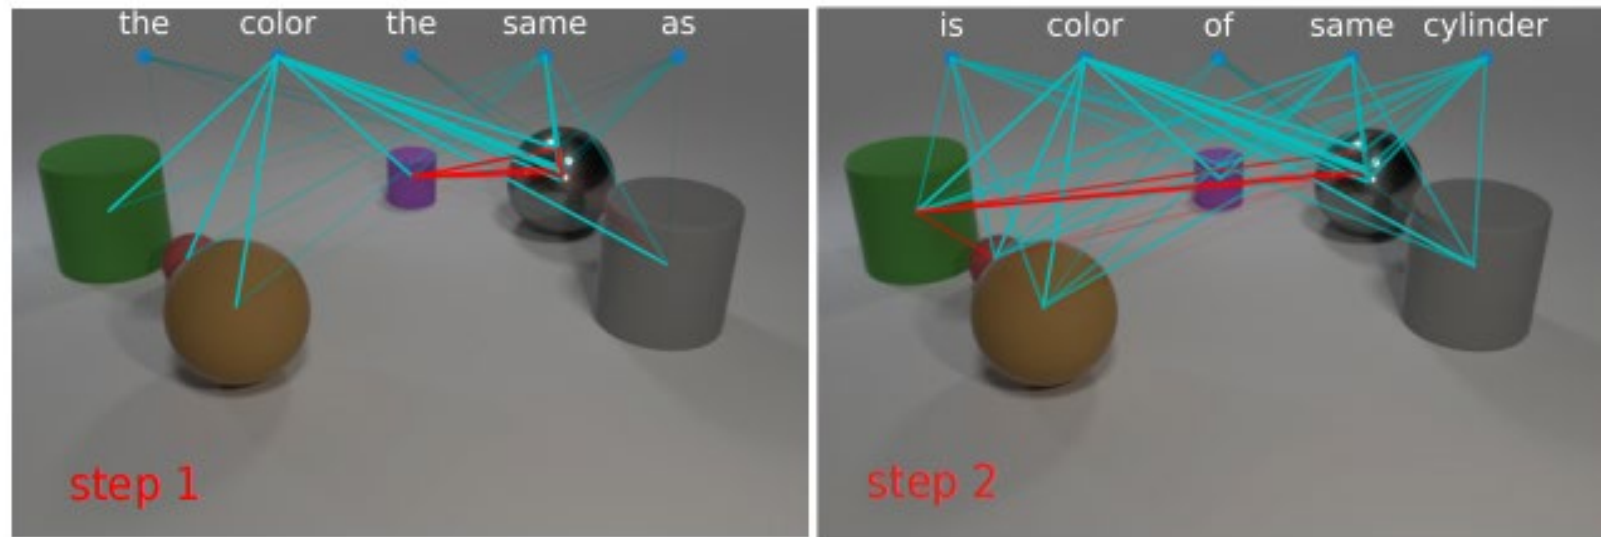 the color the same as
is color of same cylinder
step 1
step 2